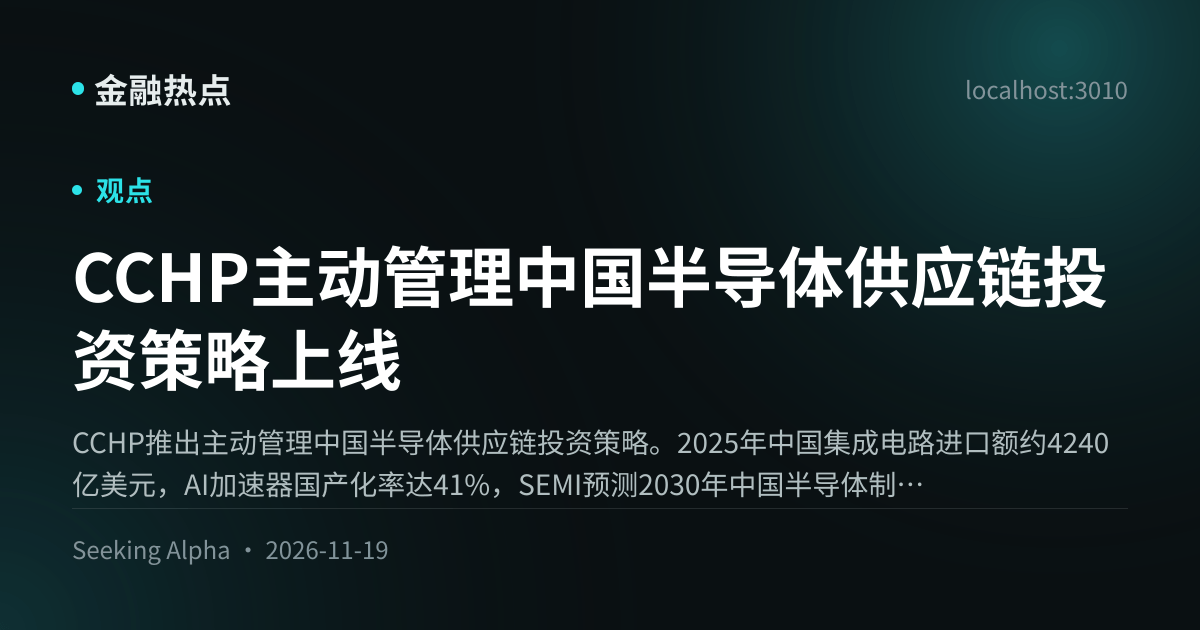 金融热点
localhost:3010
观点
CCHP主动管理中国半导体供应链投
资策略上线
CCHP推出主动管理中国半导体供应链投资策略。2025年中国集成电路进口额约4240
亿美元，AI加速器国产化率达41%，SEMI预测2030年中国半导体制…
Seeking Alpha · 2026-11-19